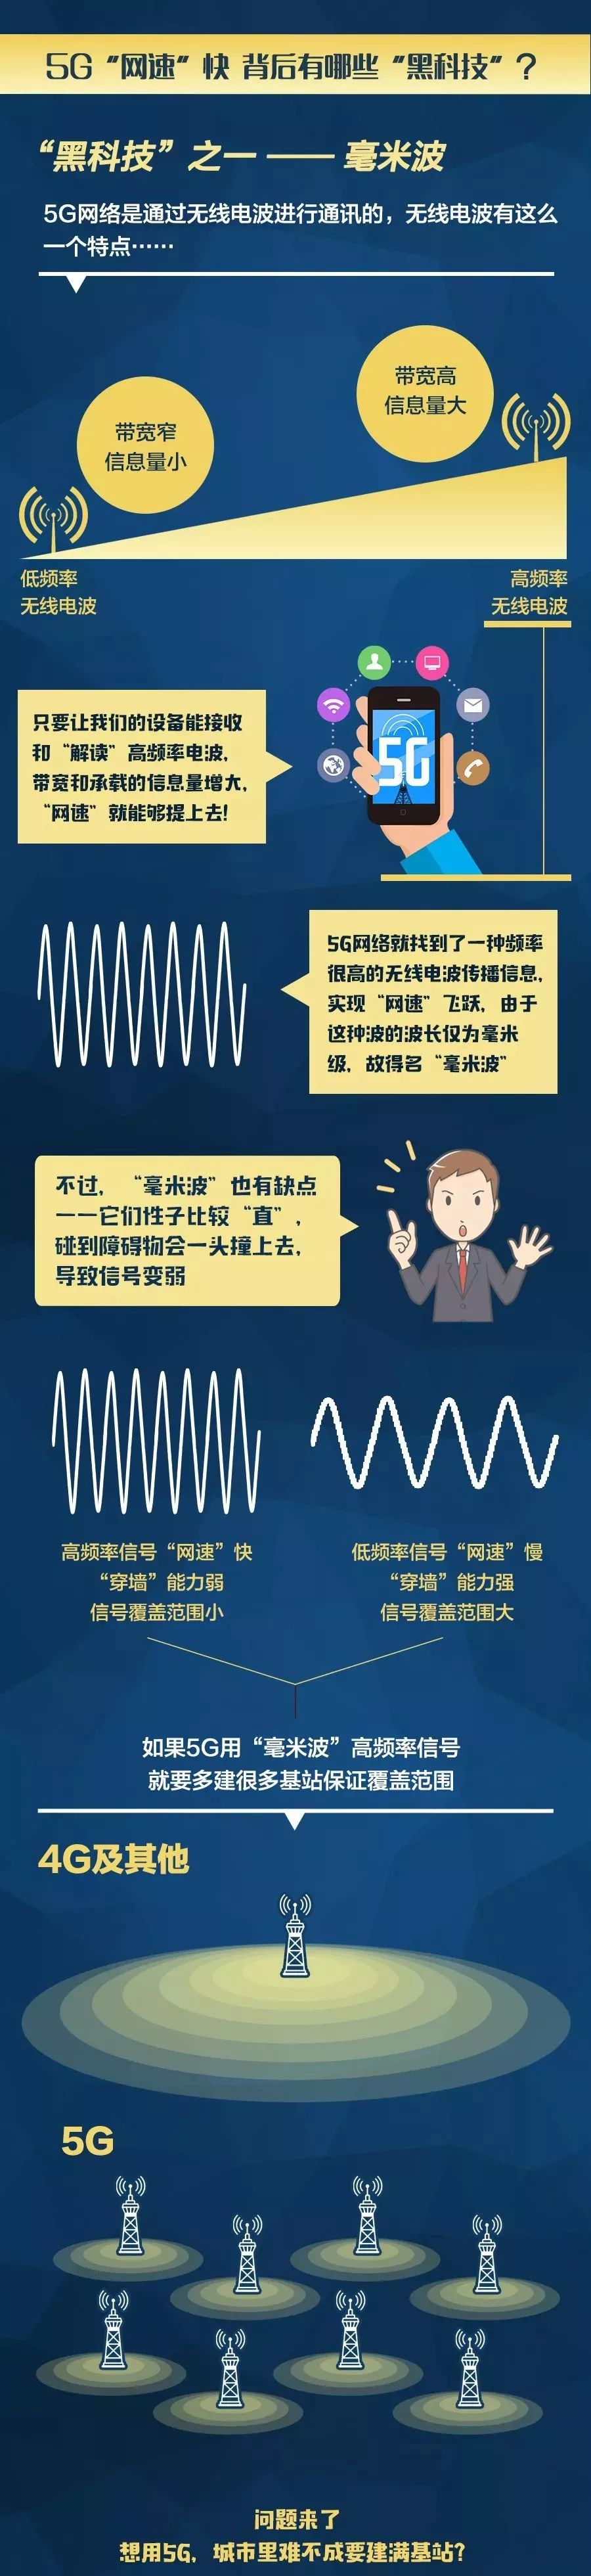 5G“网速”快 背后有哪些“黑科技”？
“黑科技”之一 —— 毫米波
5G网络是通过无线电波进行通讯的，无线电波有这么
一个特点……
带宽高
信息量大
带宽窄
信息量小
低频率
无线电波
高频率
无线电波
只要让我们的设备能接收
和“解读”高频率电波，
带宽和承载的信息量增大，
“网速”就能够提上去！
5G
5G网络就找到了一种频率
很高的无线电波传播信息，
实现“网速”飞跃，由于
这种波的波长仅为毫米
级，故得名“毫米波”
不过，“毫米波”也有缺点
——它们性子比较“直”，
碰到障碍物会一头撞上去，
导致信号变弱
高频率信号“网速”快
“穿墙”能力弱
信号覆盖范围小
低频率信号“网速”慢
“穿墙”能力强
信号覆盖范围大
如果5G用“毫米波”高频率信号
就要多建很多基站保证覆盖范围
4G及其他
5G
问题来了
想用5G，城市里难不成要建满基站？